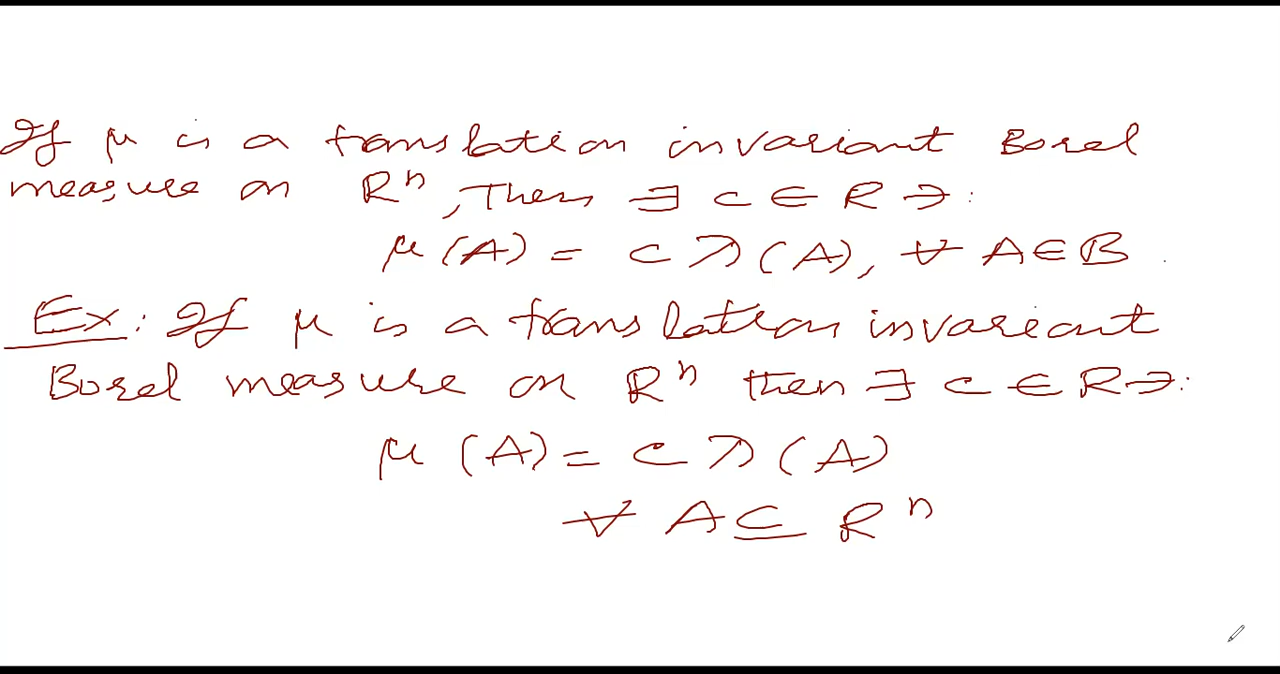 If μ is a translation invariant Borel
measure on Rⁿ, Then ∃ c ∈ R ∋:
μ(A) = c λ(A), ∀ A ∈ B.
Ex: If μ is a translation invariant
Borel measure on Rⁿ then ∃ c ∈ R ∋:
μ(A) = c λ(A)
∀ A ⊆ Rⁿ